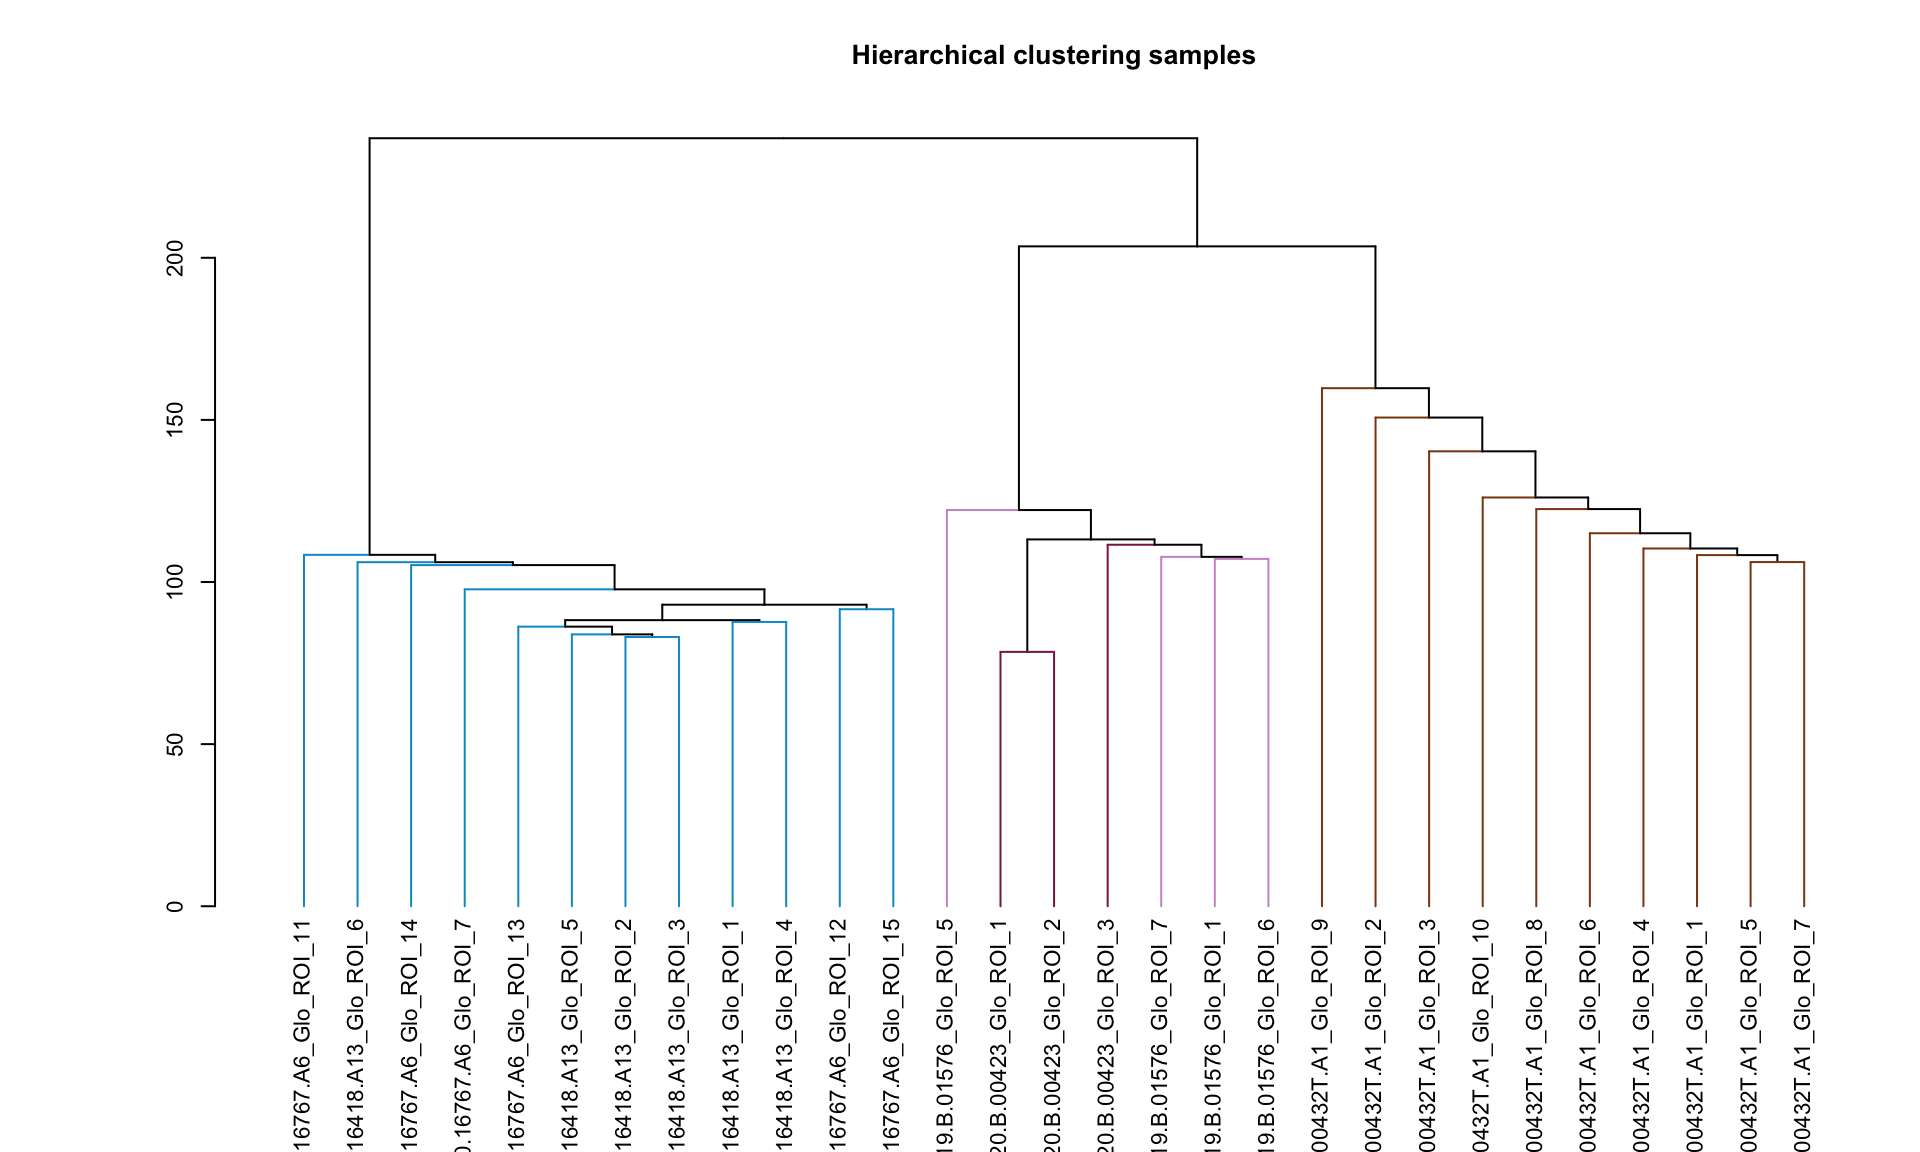 Hierarchical clustering samples
200
150
100
50
0
16767.A6_Glo_ROI_11
16418.A13_Glo_ROI_6
16767.A6_Glo_ROI_14
0.16767.A6_Glo_ROI_7
16767.A6_Glo_ROI_13
16418.A13_Glo_ROI_5
16418.A13_Glo_ROI_2
16418.A13_Glo_ROI_3
16418.A13_Glo_ROI_1
16418.A13_Glo_ROI_4
16767.A6_Glo_ROI_12
16767.A6_Glo_ROI_15
19.B.01576_Glo_ROI_5
20.B.00423_Glo_ROI_1
20.B.00423_Glo_ROI_2
20.B.00423_Glo_ROI_3
19.B.01576_Glo_ROI_7
19.B.01576_Glo_ROI_1
19.B.01576_Glo_ROI_6
00432T.A1_Glo_ROI_9
00432T.A1_Glo_ROI_2
00432T.A1_Glo_ROI_3
0432T.A1_Glo_ROI_10
00432T.A1_Glo_ROI_8
00432T.A1_Glo_ROI_6
00432T.A1_Glo_ROI_4
00432T.A1_Glo_ROI_1
00432T.A1_Glo_ROI_5
00432T.A1_Glo_ROI_7